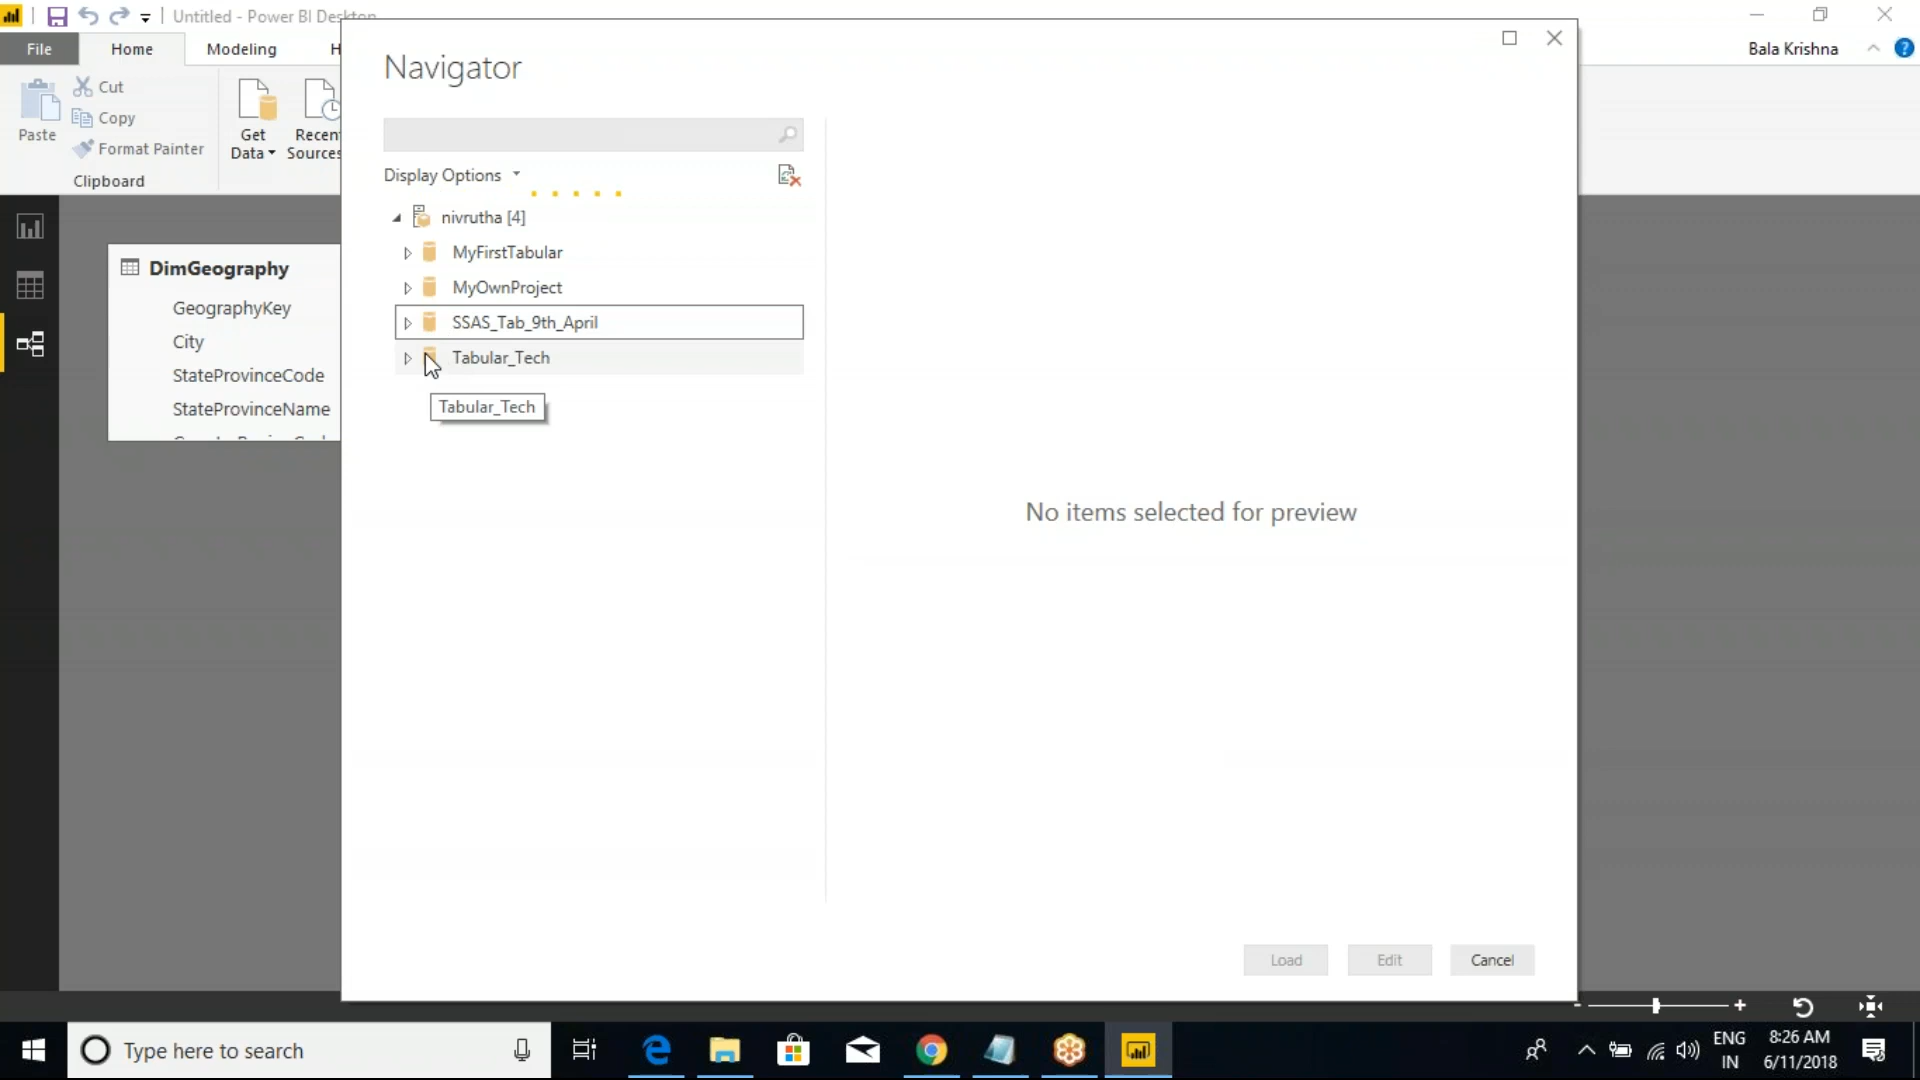 Untitled - Power BI Desktop
File
Home
Modeling
H
Bala Krishna
?
Cut
Copy
Format Painter
Paste
Clipboard
Get
Data
Recen
Sources
Navigator
Display Options
nivrutha [4]
MyFirstTabular
MyOwnProject
SSAS_Tab_9th_April
Tabular_Tech
Tabular_Tech
DimGeography
GeographyKey
City
StateProvinceCode
StateProvinceName
No items selected for preview
Load
Edit
Cancel
Type here to search
ENG
IN
8:26 AM
6/11/2018